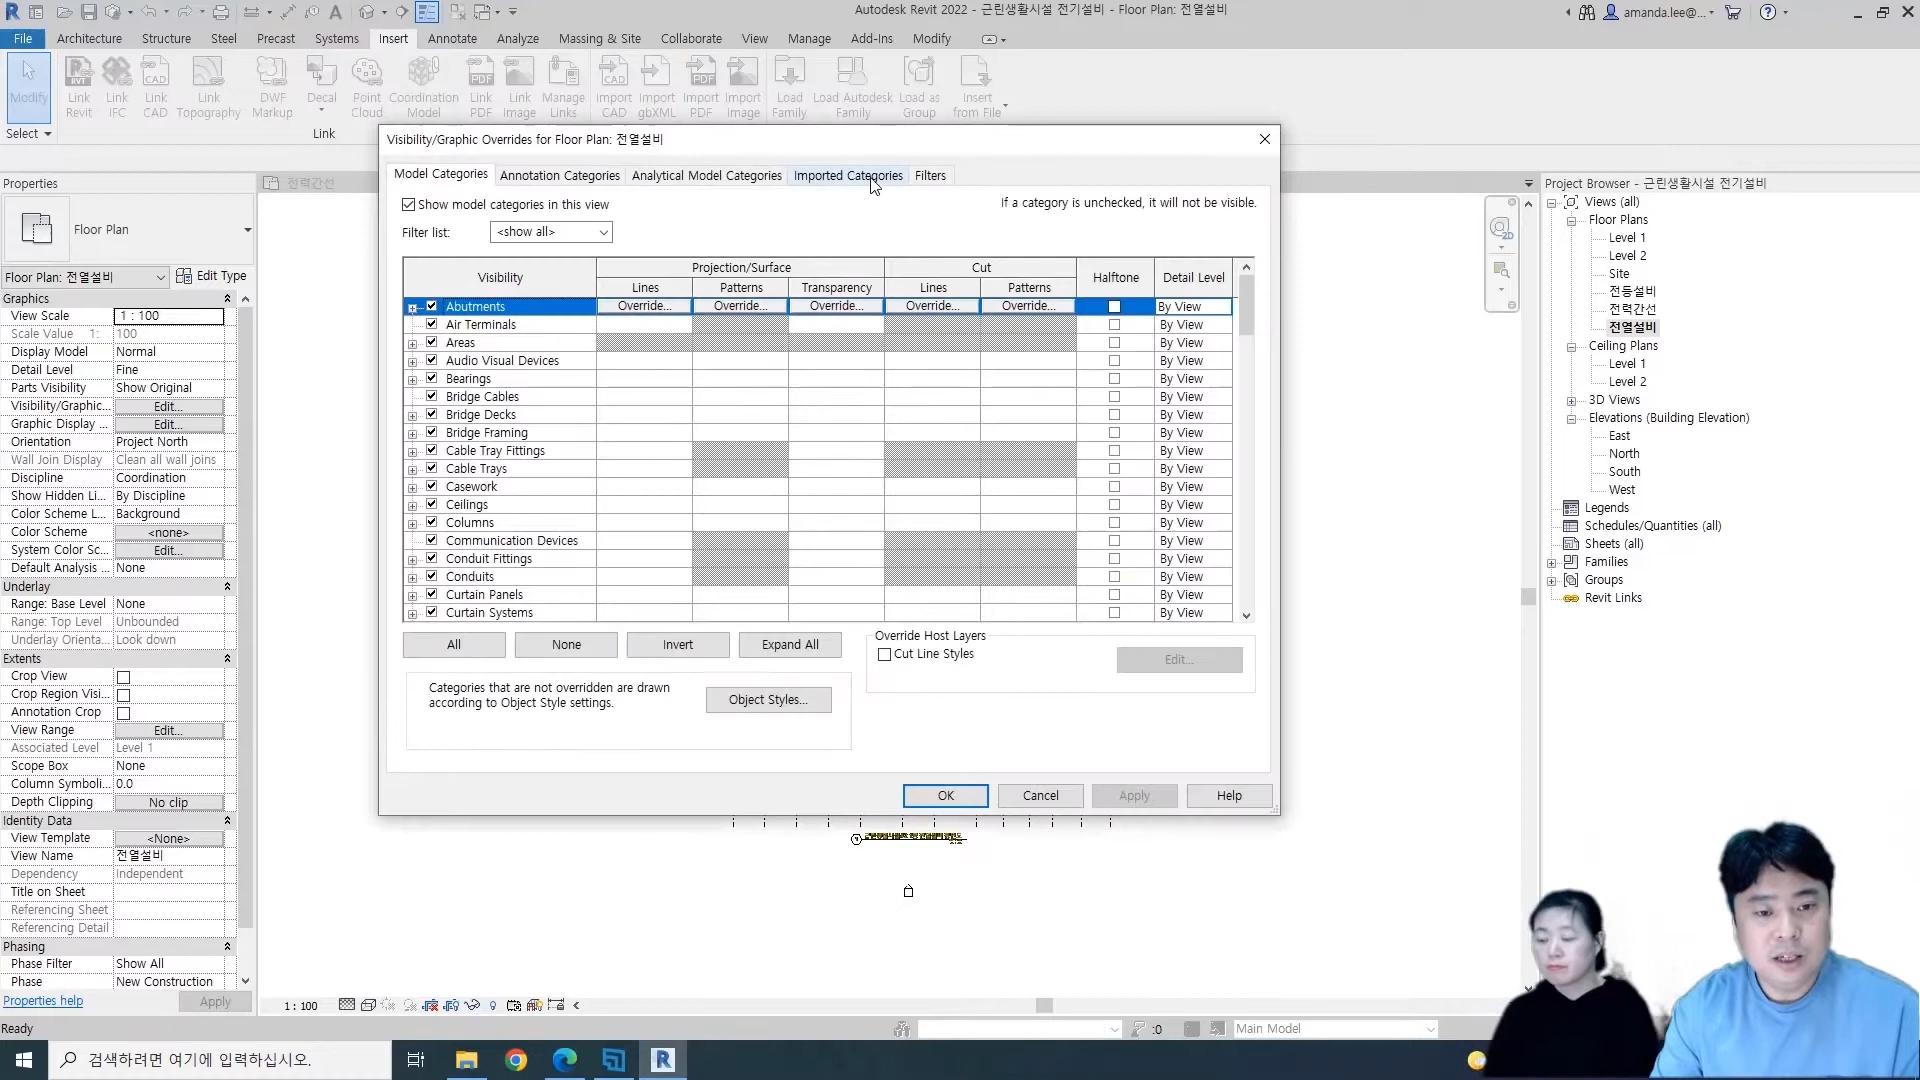 Autodesk Revit 2022 - 근린생활시설 전기설비 - Floor Plan: 전열설비
amanda.lee@...
File Architecture Structure Steel Precast Systems Insert Annotate Analyze Massing & Site Collaborate View Manage Add-Ins Modify
Modify
Link Revit
Link IFC
Link CAD
Link Topography
DWF Markup
Decal
Point Cloud
Coordination Model
Link PDF
Link Image
Manage Links
Import CAD
Import gbXML
Import PDF
Import Image
Load Family
Load Autodesk Family
Load as Group
Insert from File
Select
Link
Properties
Floor Plan
Floor Plan: 전열설비 Edit Type
Graphics
View Scale 1 : 100
Scale Value 1: 100
Display Model Normal
Detail Level Fine
Parts Visibility Show Original
Visibility/Graphic... Edit...
Graphic Display ... Edit...
Orientation Project North
Wall Join Display Clean all wall joins
Discipline Coordination
Show Hidden Li... By Discipline
Color Scheme L... Background
Color Scheme <none>
System Color Sc... Edit...
Default Analysis ... None
Underlay
Range: Base Level None
Range: Top Level Unbounded
Underlay Orienta... Look down
Extents
Crop View
Crop Region Visi...
Annotation Crop
View Range Edit...
Associated Level Level 1
Scope Box None
Column Symboli... 0.0
Depth Clipping No clip
Identity Data
View Template <None>
View Name 전열설비
Dependency Independent
Title on Sheet
Referencing Sheet
Referencing Detail
Phasing
Phase Filter Show All
Phase New Construction
Properties help Apply
전력간선
Visibility/Graphic Overrides for Floor Plan: 전열설비
Model Categories Annotation Categories Analytical Model Categories Imported Categories Filters
Show model categories in this view
If a category is unchecked, it will not be visible.
Filter list: <show all>
Visibility Projection/Surface Cut Halftone Detail Level
Lines Patterns Transparency Lines Patterns
Abutments Override... Override... Override... Override... Override... By View
Air Terminals By View
Areas By View
Audio Visual Devices By View
Bearings By View
Bridge Cables By View
Bridge Decks By View
Bridge Framing By View
Cable Tray Fittings By View
Cable Trays By View
Casework By View
Ceilings By View
Columns By View
Communication Devices By View
Conduit Fittings By View
Conduits By View
Curtain Panels By View
Curtain Systems By View
All None Invert Expand All
Override Host Layers
Cut Line Styles Edit...
Categories that are not overridden are drawn
according to Object Style settings.
Object Styles...
OK Cancel Apply Help
Project Browser - 근린생활시설 전기설비
Views (all)
Floor Plans
Level 1
Level 2
Site
전등설비
전력간선
전열설비
Ceiling Plans
Level 1
Level 2
3D Views
Elevations (Building Elevation)
East
North
South
West
Legends
Schedules/Quantities (all)
Sheets (all)
Families
Groups
Revit Links
2D
1 : 100
Ready
:0
Main Model
검색하려면 여기에 입력하십시오.